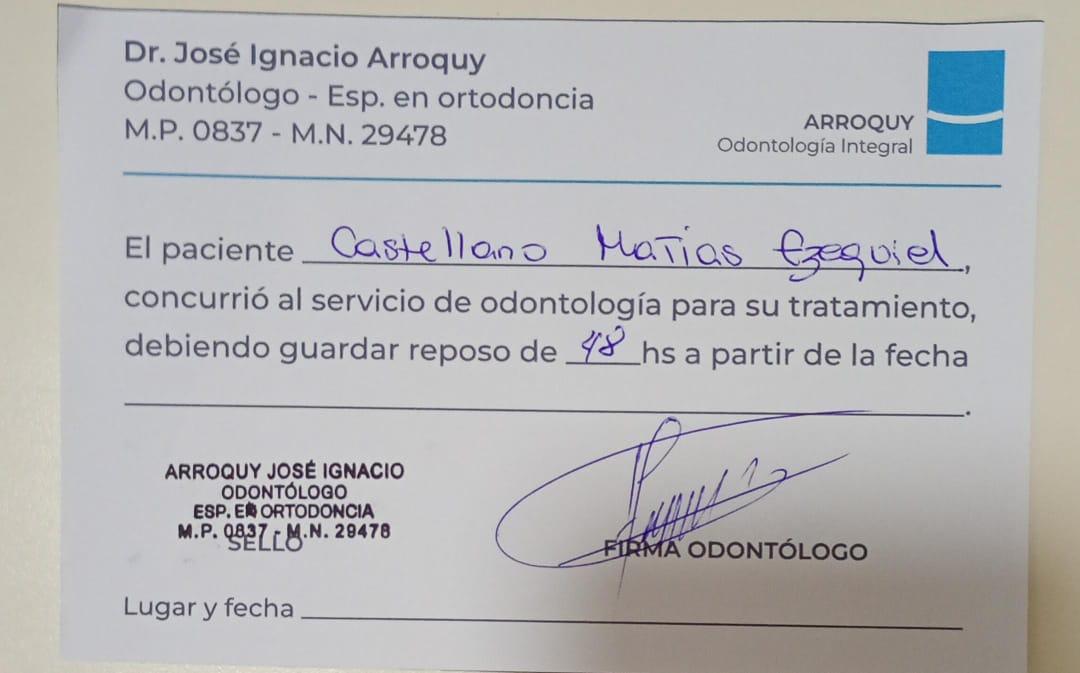 Dr. José Ignacio Arroquy
Odontólogo - Esp. en ortodoncia
M.P. 0837 - M.N. 29478
ARROQUY
Odontología Integral
El paciente Castellano Matías Ezequiel,
concurrió al servicio de odontología para su tratamiento,
debiendo guardar reposo de 48 hs a partir de la fecha
.
ARROQUY JOSÉ IGNACIO
ODONTÓLOGO
ESP. EN ORTODONCIA
M.P. 0837 - M.N. 29478
SELLO
FIRMA ODONTÓLOGO
Lugar y fecha